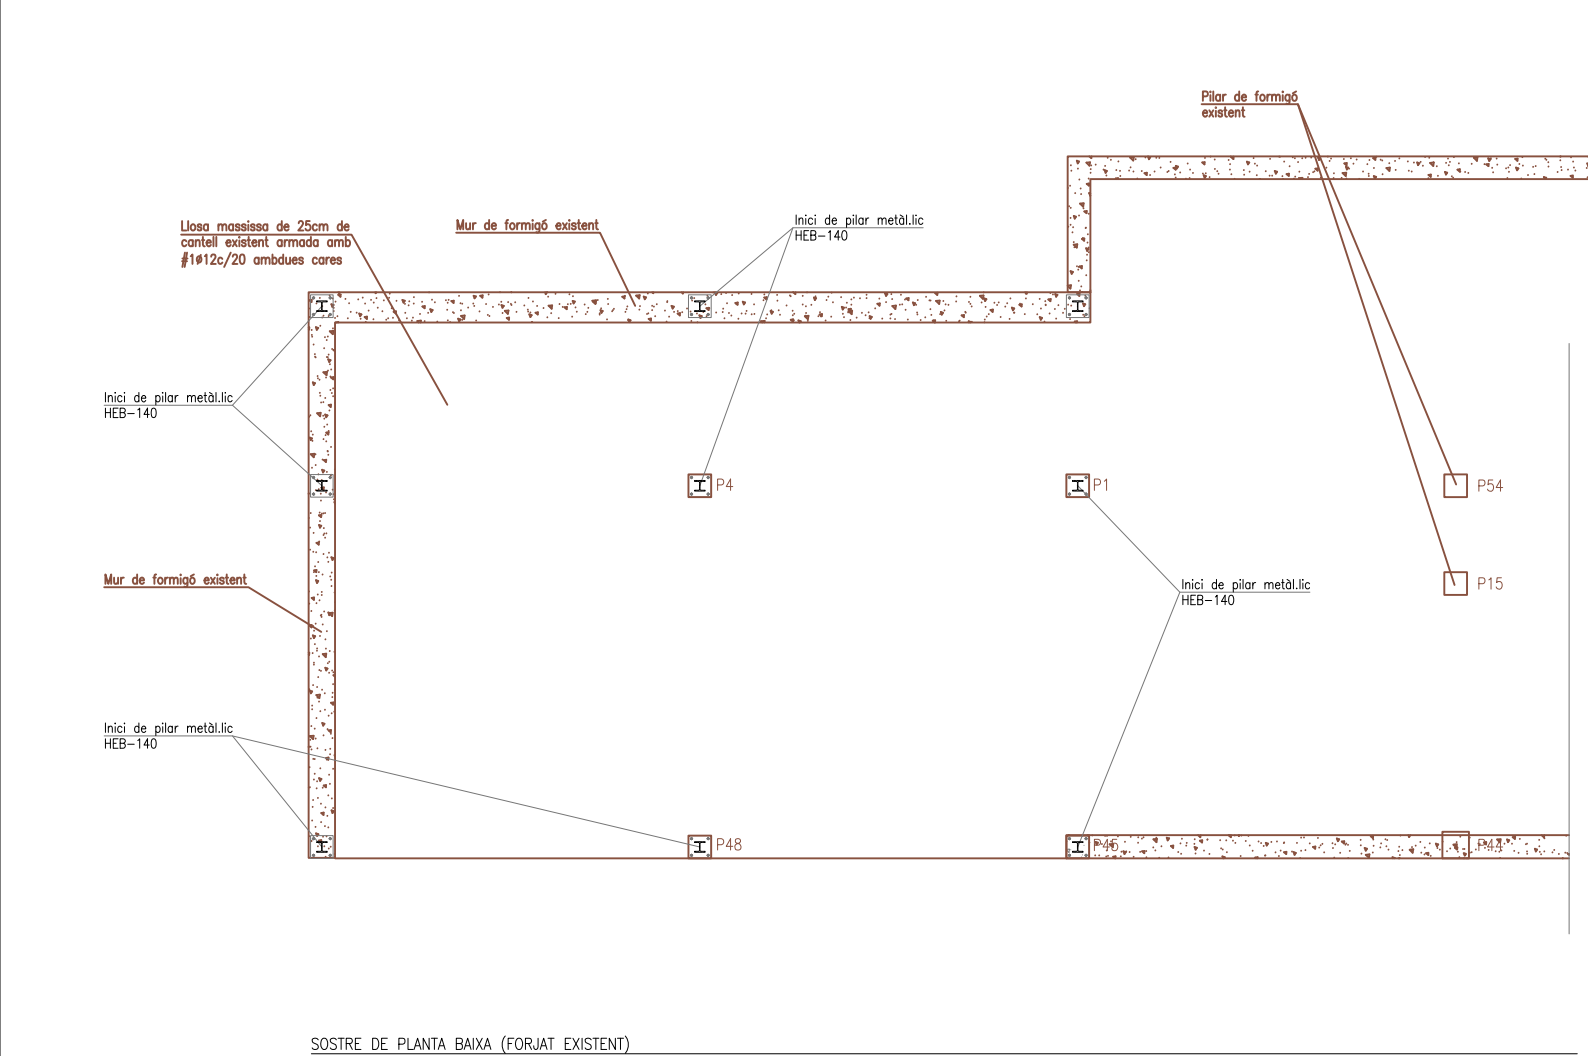 Pilar de formigó
existent
Llosa massissa de 25cm de
cantell existent armada amb
#1ø12c/20 ambdues cares
Mur de formigó existent
Inici de pilar metàl.lic
HEB-140
Inici de pilar metàl.lic
HEB-140
P4
P1
P54
Mur de formigó existent
Inici de pilar metàl.lic
HEB-140
P15
Inici de pilar metàl.lic
HEB-140
P48
P45
P44
SOSTRE DE PLANTA BAIXA (FORJAT EXISTENT)